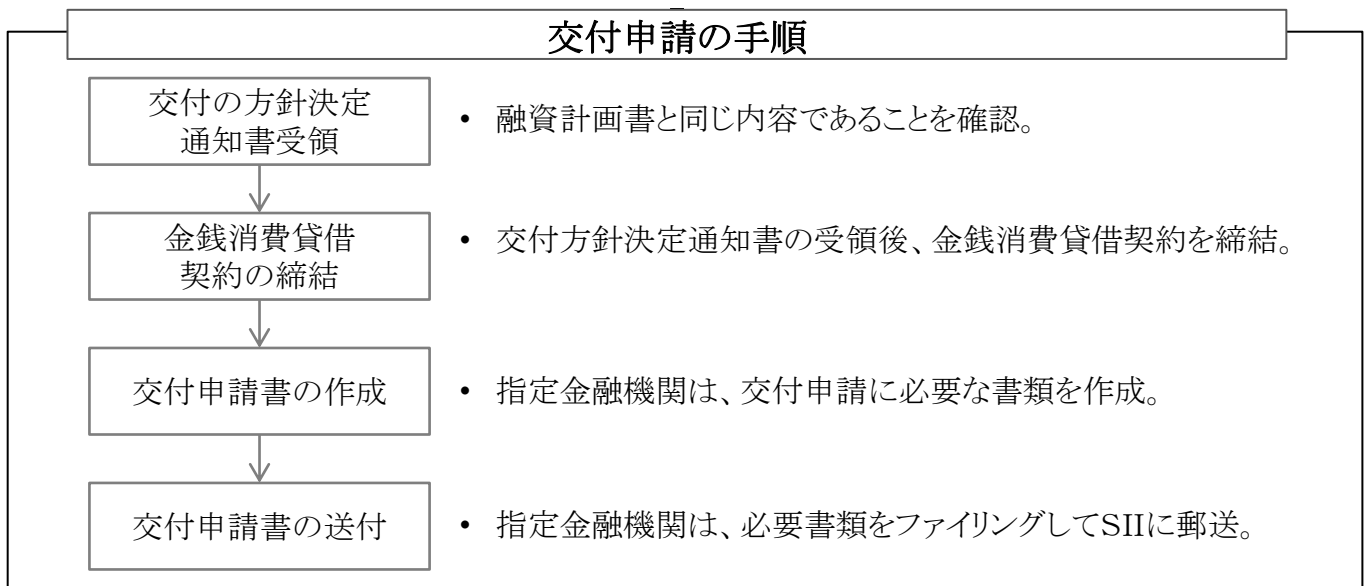 交付申請の手順
交付の方針決定
通知書受領
• 融資計画書と同じ内容であることを確認。
金銭消費貸借
契約の締結
• 交付方針決定通知書の受領後、金銭消費貸借契約を締結。
交付申請書の作成
• 指定金融機関は、交付申請に必要な書類を作成。
交付申請書の送付
• 指定金融機関は、必要書類をファイリングしてSIIに郵送。